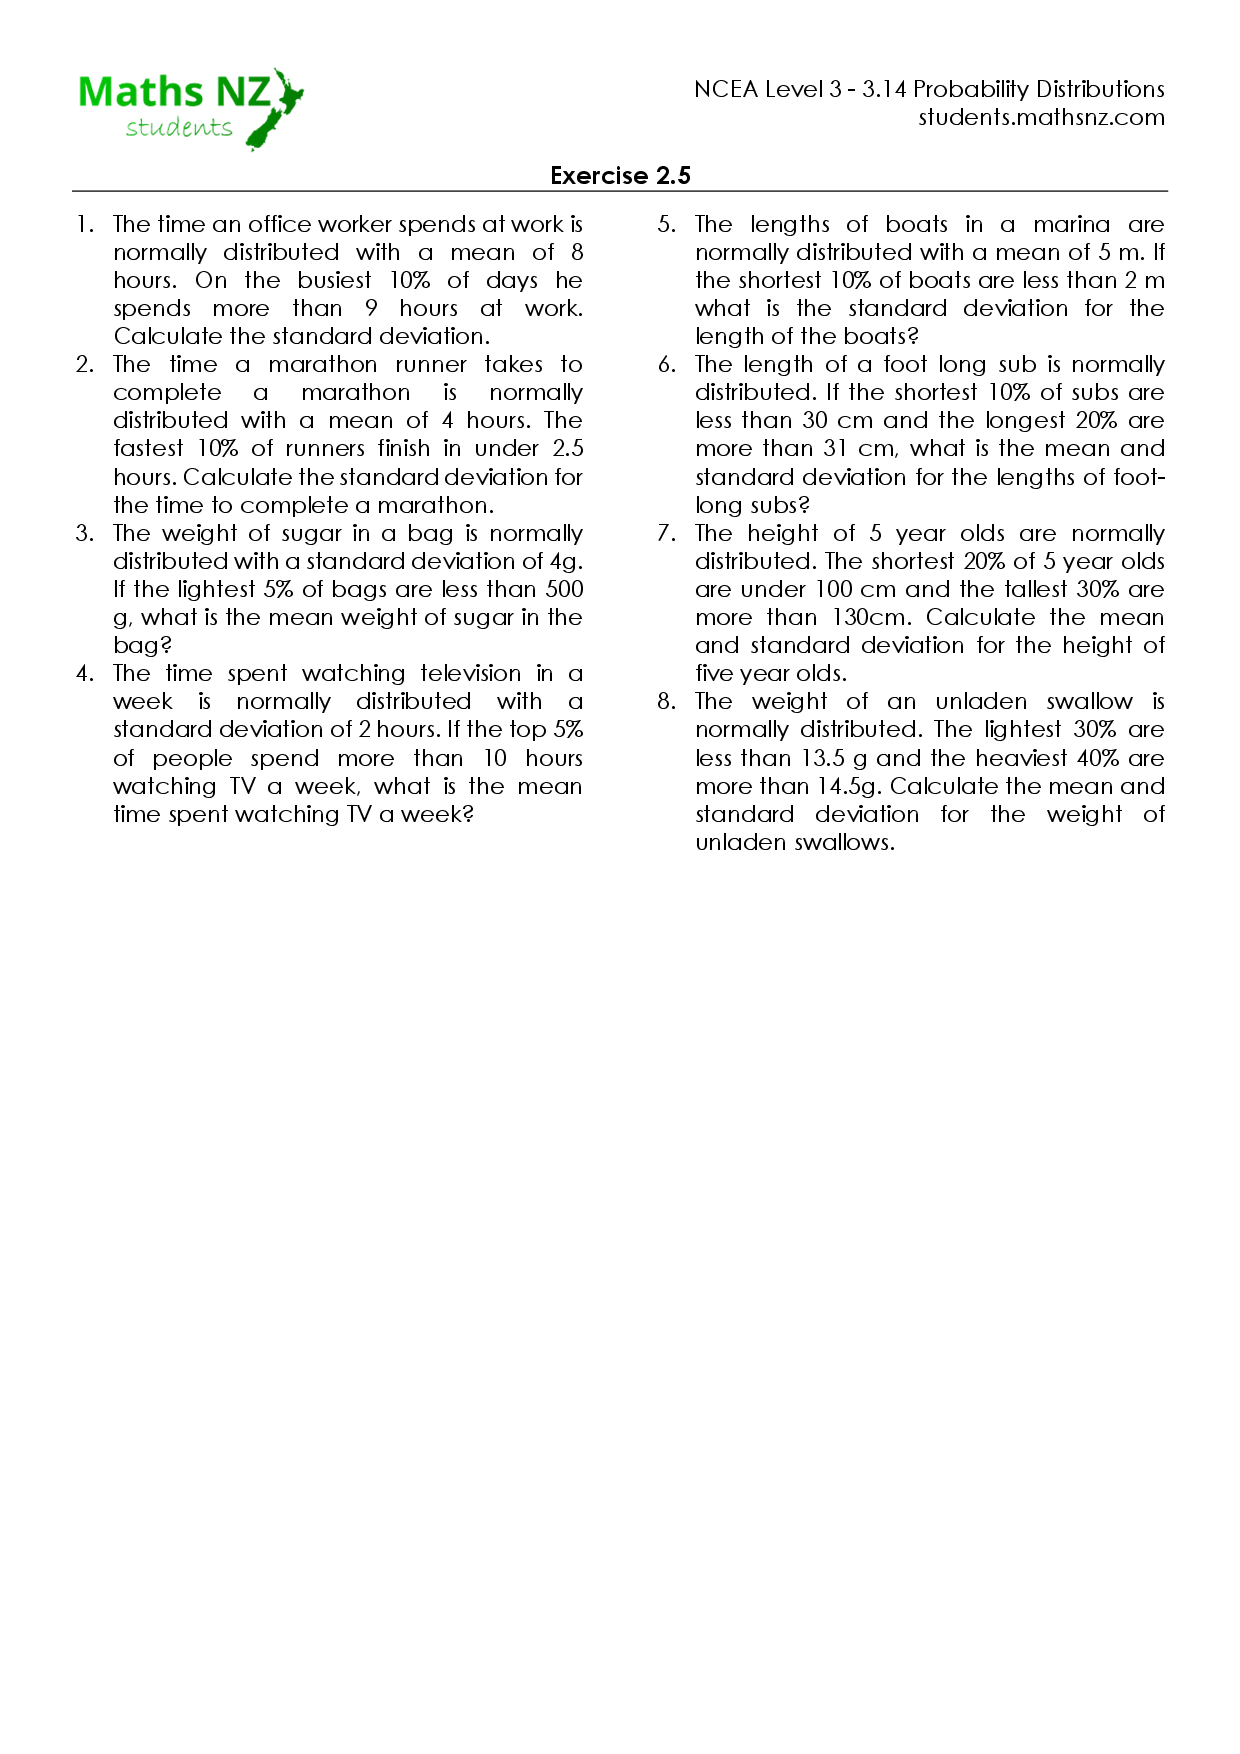 Maths NZ
students
NCEA Level 3 - 3.14 Probability Distributions
students.mathsnz.com
Exercise 2.5
1. The time an office worker spends at work is
normally distributed with a mean of 8
hours. On the busiest 10% of days he
spends more than 9 hours at work.
Calculate the standard deviation.
2. The time a marathon runner takes to
complete a marathon is normally
distributed with a mean of 4 hours. The
fastest 10% of runners finish in under 2.5
hours. Calculate the standard deviation for
the time to complete a marathon.
3. The weight of sugar in a bag is normally
distributed with a standard deviation of 4g.
If the lightest 5% of bags are less than 500
g, what is the mean weight of sugar in the
bag?
4. The time spent watching television in a
week is normally distributed with a
standard deviation of 2 hours. If the top 5%
of people spend more than 10 hours
watching TV a week, what is the mean
time spent watching TV a week?
5. The lengths of boats in a marina are
normally distributed with a mean of 5 m. If
the shortest 10% of boats are less than 2 m
what is the standard deviation for the
length of the boats?
6. The length of a foot long sub is normally
distributed. If the shortest 10% of subs are
less than 30 cm and the longest 20% are
more than 31 cm, what is the mean and
standard deviation for the lengths of foot-
long subs?
7. The height of 5 year olds are normally
distributed. The shortest 20% of 5 year olds
are under 100 cm and the tallest 30% are
more than 130cm. Calculate the mean
and standard deviation for the height of
five year olds.
8. The weight of an unladen swallow is
normally distributed. The lightest 30% are
less than 13.5 g and the heaviest 40% are
more than 14.5g. Calculate the mean and
standard deviation for the weight of
unladen swallows.